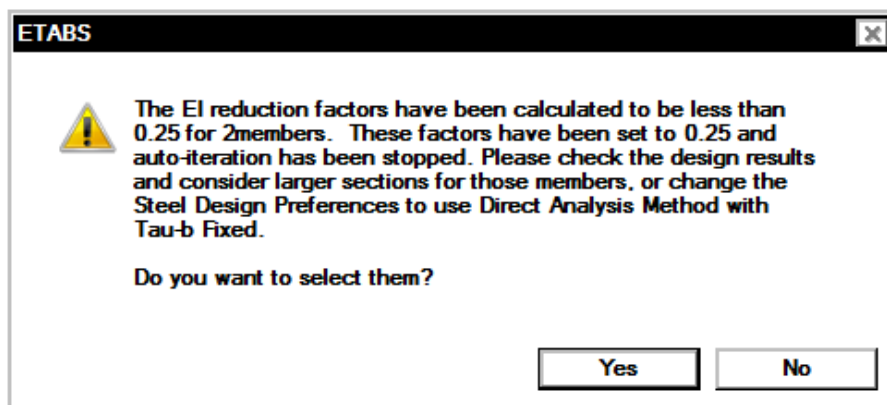 ETABS
The EI reduction factors have been calculated to be less than
0.25 for 2members. These factors have been set to 0.25 and
auto-iteration has been stopped. Please check the design results
and consider larger sections for those members, or change the
Steel Design Preferences to use Direct Analysis Method with
Tau-b Fixed.
Do you want to select them?
Yes No